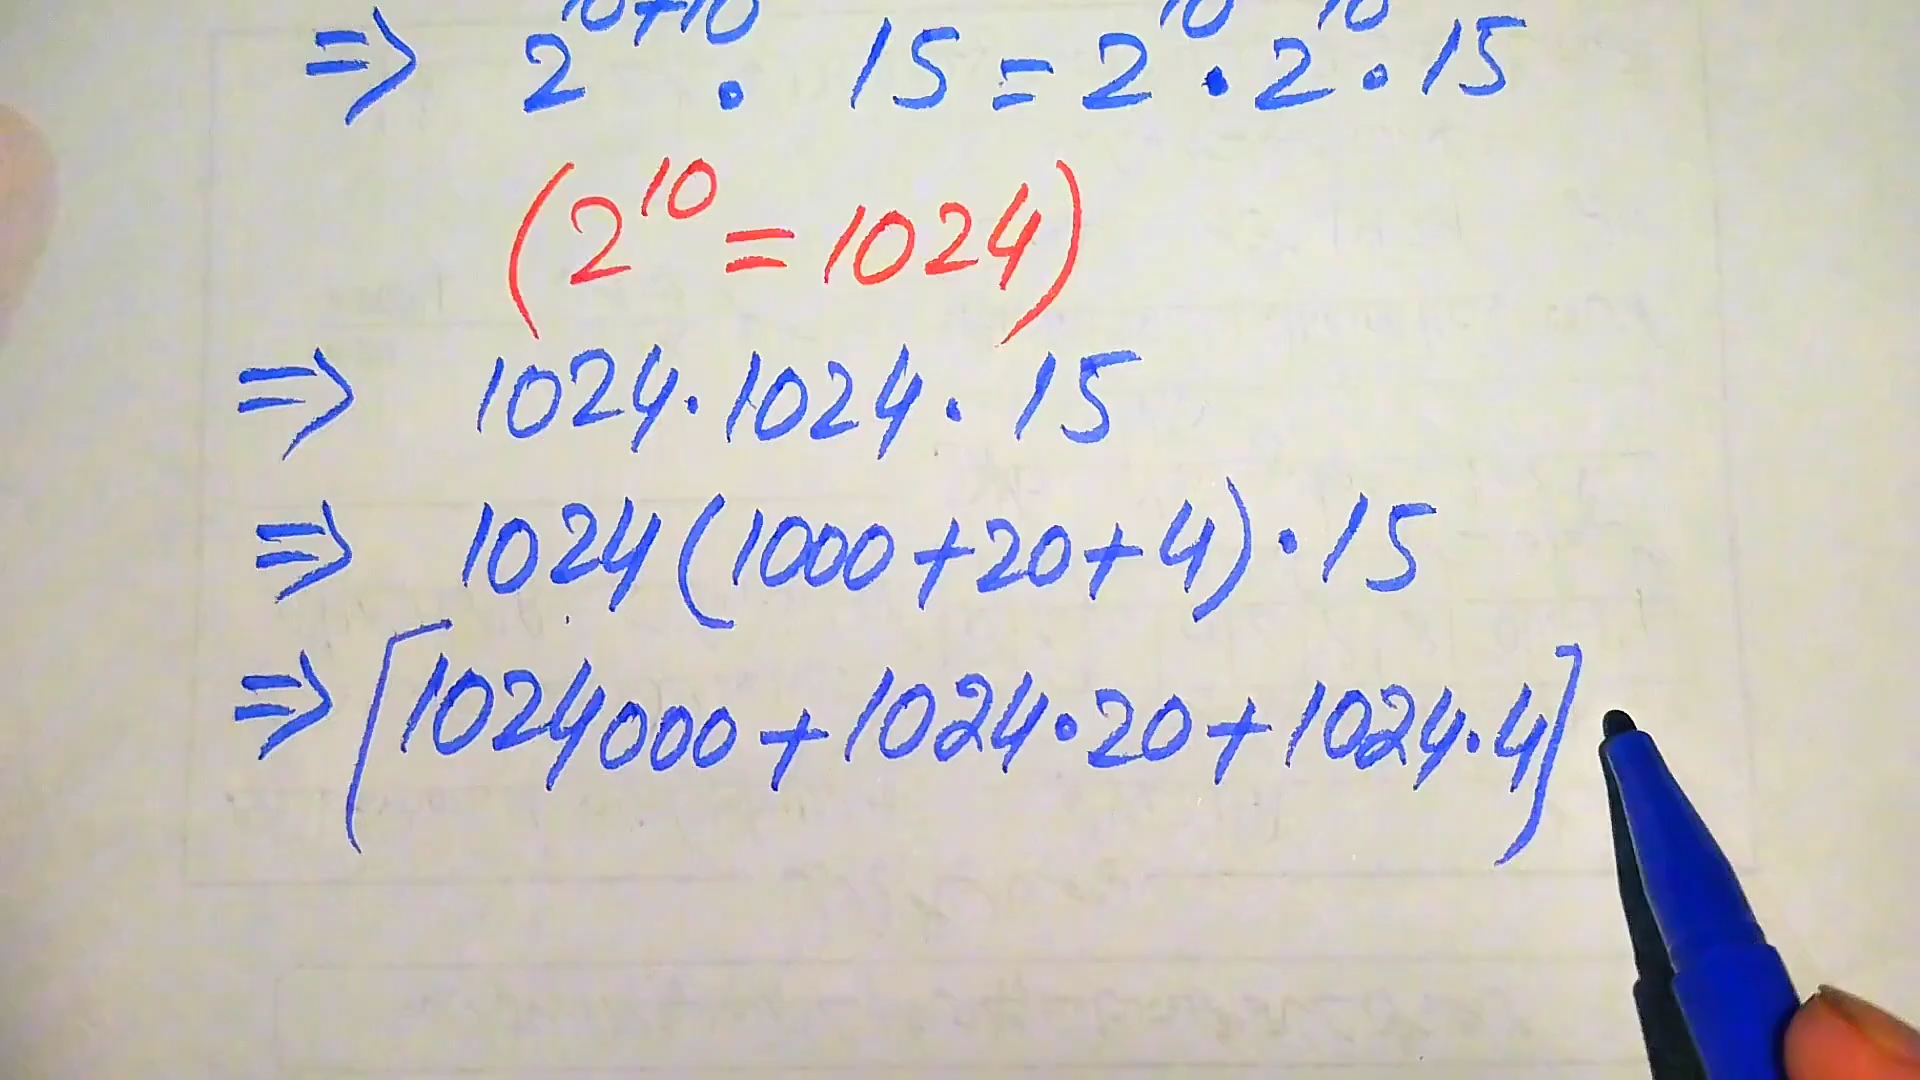 ⇒ 2^10+10 · 15 = 2^10 · 2^10 · 15
(2^10 = 1024)
⇒ 1024 · 1024 · 15
⇒ 1024 (1000 + 20 + 4) · 15
⇒ [1024000 + 1024 · 20 + 1024 · 4]